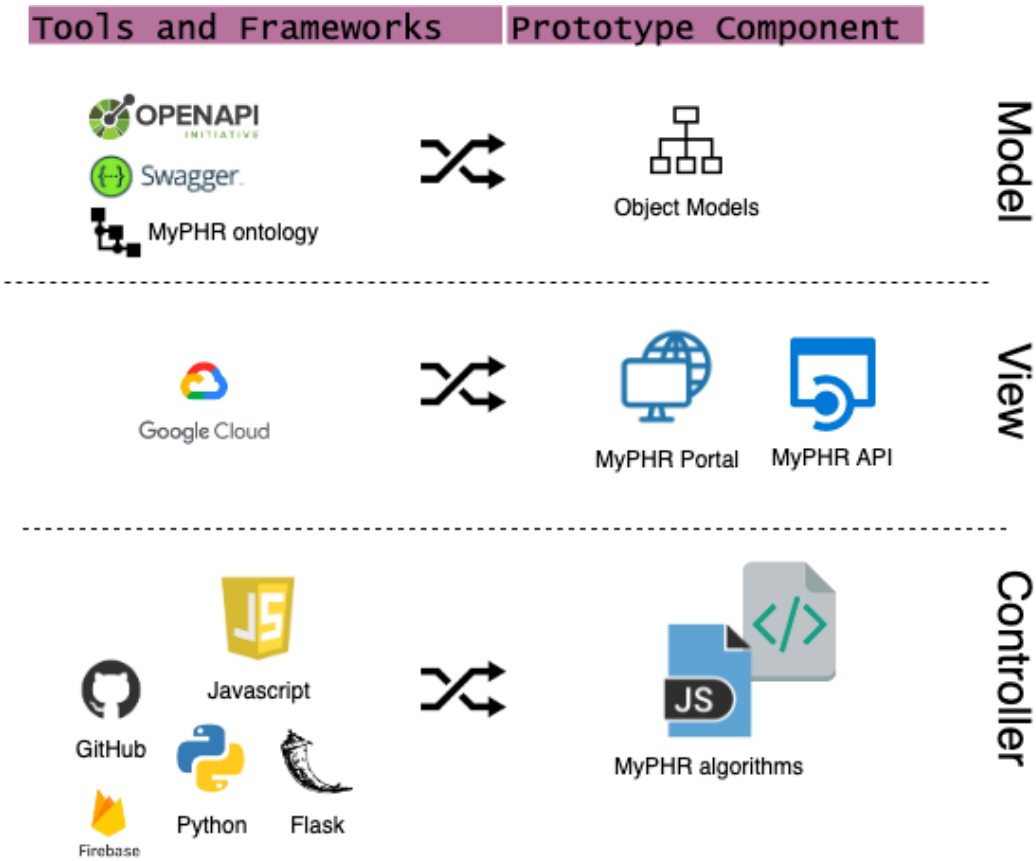 Tools and Frameworks
Prototype Component
OPENAPI
INITIATIVE
Swagger.
MyPHR ontology
Object Models
Model
Google Cloud
MyPHR Portal
MyPHR API
View
JS
Javascript
GitHub
Python
Flask
Firebase
</>
JS
MyPHR algorithms
Controller